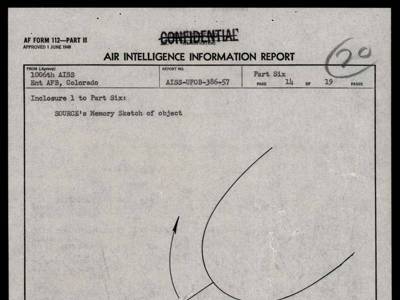 AF FORM 112—PART II
APPROVED 1 JUNE 1948
CONFIDENTIAL
20
AIR INTELLIGENCE INFORMATION REPORT
FROM (Agency)
REPORT NO.
1006th AISS
Part Six
Ent AFB, Colorado
AISS-UFOB-386-57
PAGE 14 OF 19 PAGES
Inclosure 1 to Part Six:
SOURCE's Memory Sketch of object